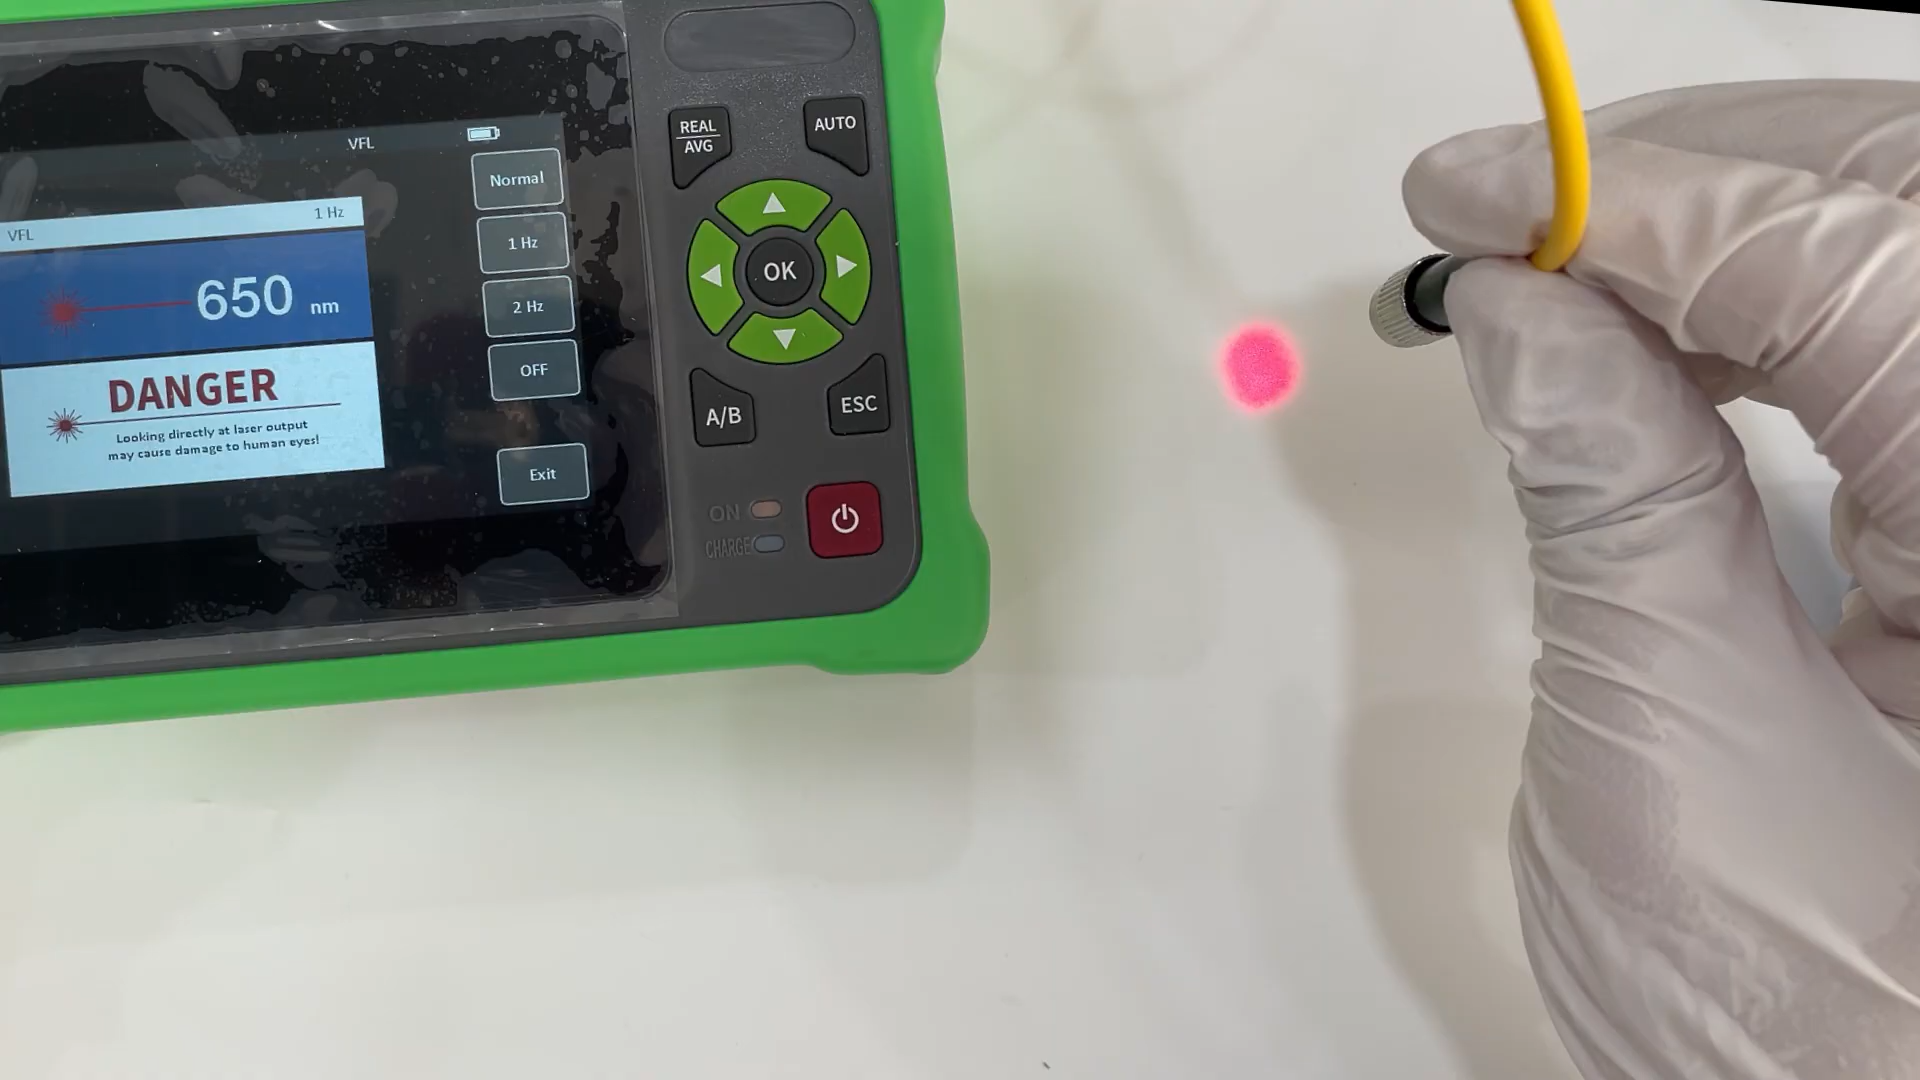 VFL
VFL
1 Hz
650 nm
DANGER
Looking directly at laser output
may cause damage to human eyes!
Normal
1 Hz
2 Hz
OFF
Exit
REAL
AVG
AUTO
OK
A/B
ESC
ON
CHARGE